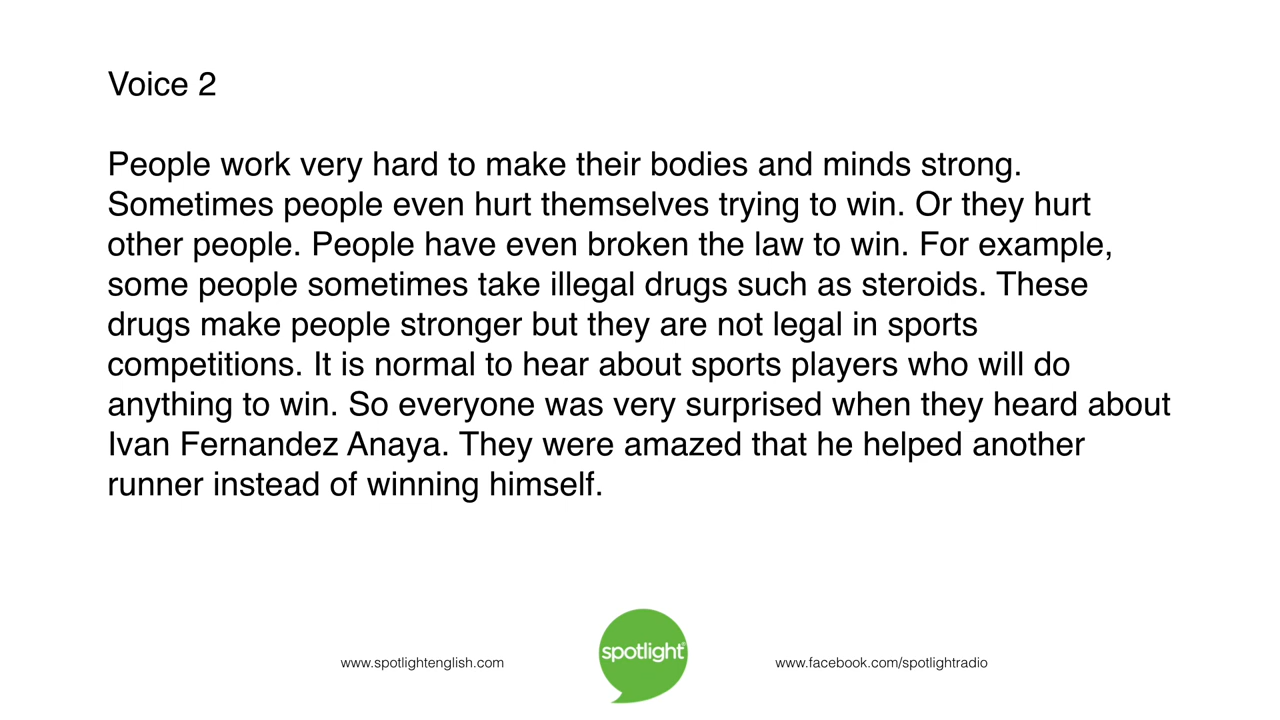 Voice 2
People work very hard to make their bodies and minds strong.
Sometimes people even hurt themselves trying to win. Or they hurt
other people. People have even broken the law to win. For example,
some people sometimes take illegal drugs such as steroids. These
drugs make people stronger but they are not legal in sports
competitions. It is normal to hear about sports players who will do
anything to win. So everyone was very surprised when they heard about
Ivan Fernandez Anaya. They were amazed that he helped another
runner instead of winning himself.
www.spotlightenglish.com
spotlight
www.facebook.com/spotlightradio